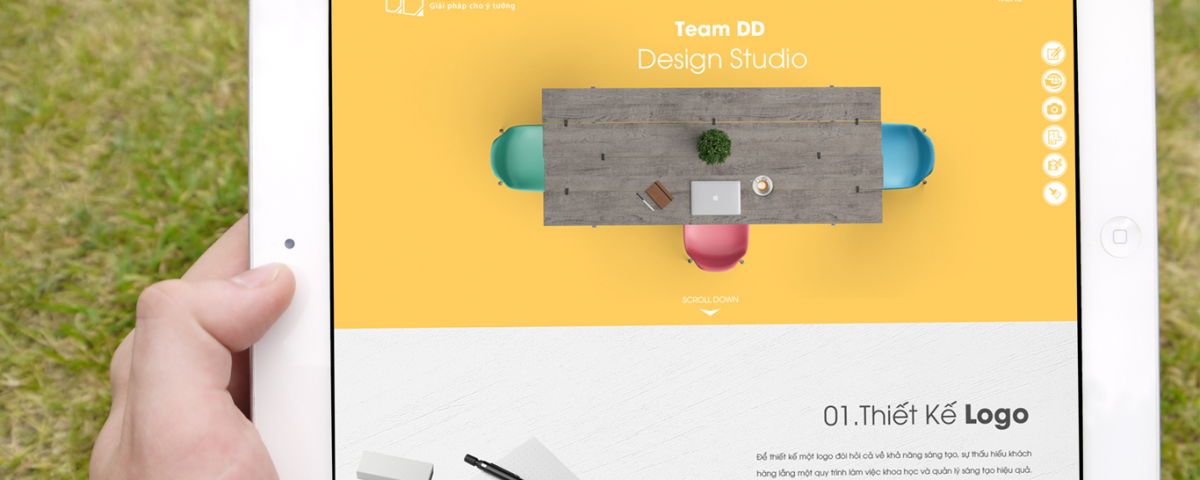 Giải pháp cho ý tưởng
Team DD
Design Studio
SCROLL DOWN
01.Thiết Kế Logo
Để thiết kế một logo đòi hỏi cả về khả năng sáng tạo, sự thấu hiểu khách
hàng lẫn một quy trình làm việc khoa học và quản lý sáng tạo hiệu quả.